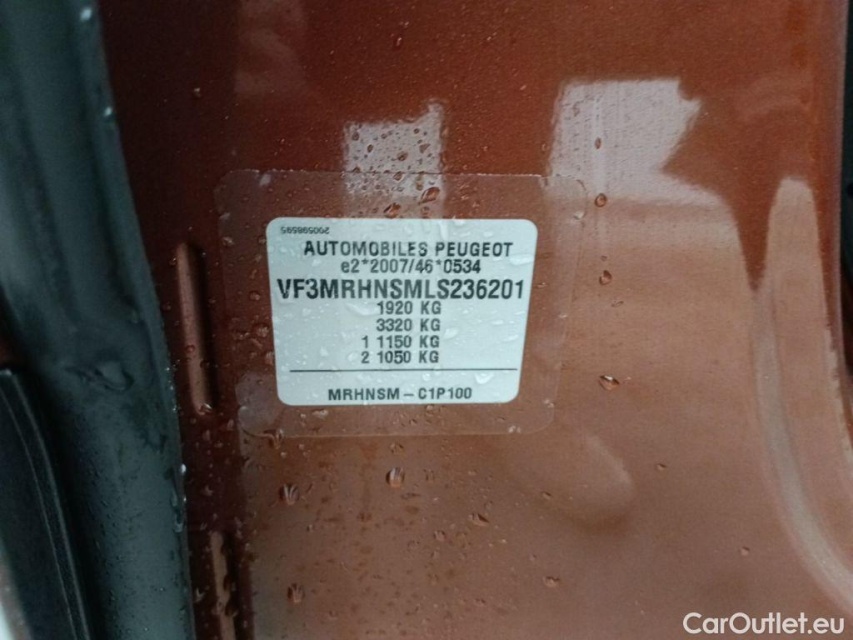 200598595
AUTOMOBILES PEUGEOT
e2*2007/46*0534
VF3MRHNSMLS236201
1920 KG
3320 KG
1 1150 KG
2 1050 KG
MRHNSM – C1P100
CarOutlet.eu